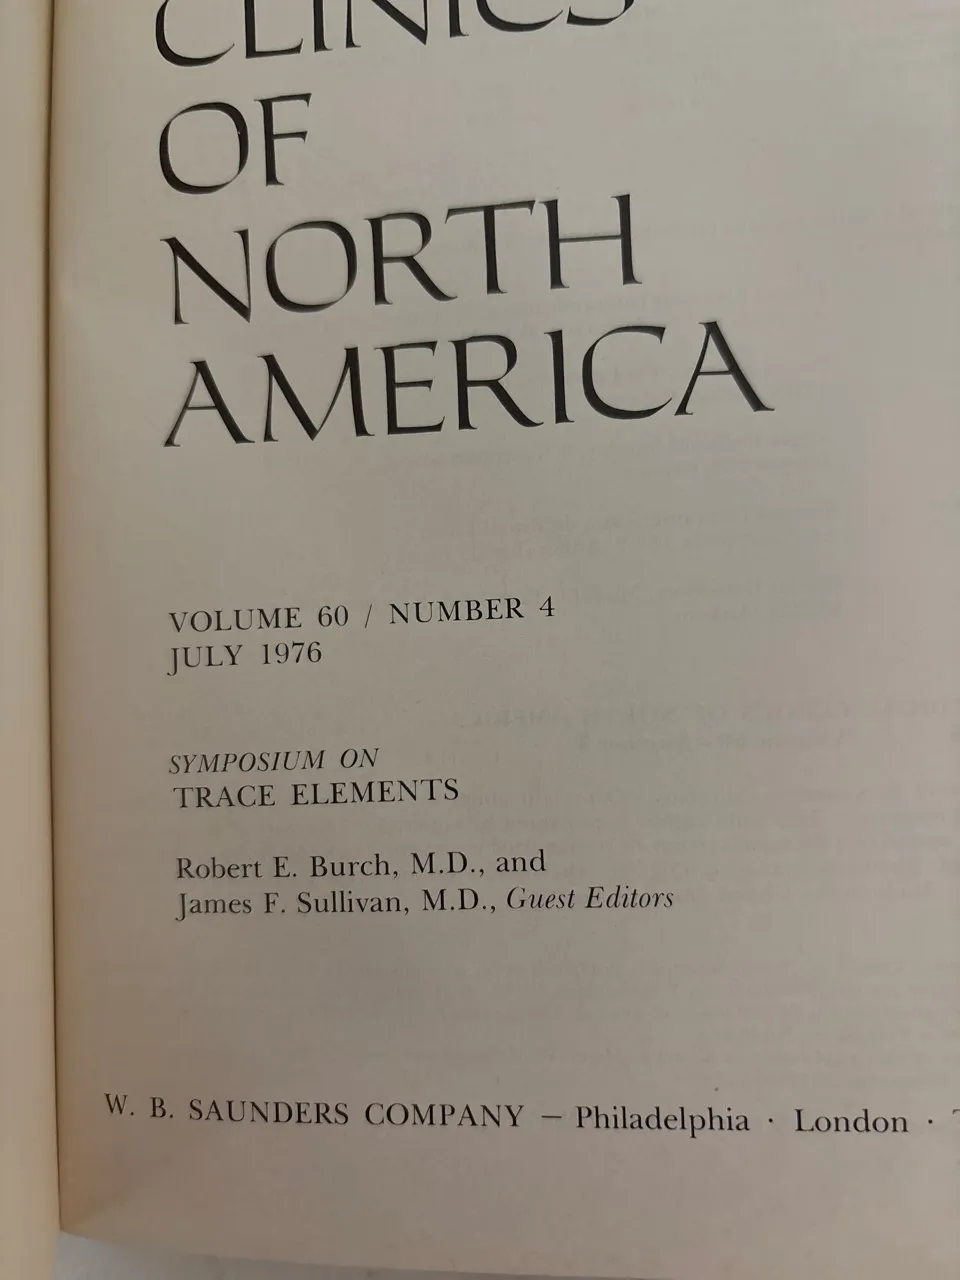 CLINICS
OF
NORTH
AMERICA
VOLUME 60 / NUMBER 4
JULY 1976
SYMPOSIUM ON
TRACE ELEMENTS
Robert E. Burch, M.D., and
James F. Sullivan, M.D., Guest Editors
W. B. SAUNDERS COMPANY — Philadelphia · London ·